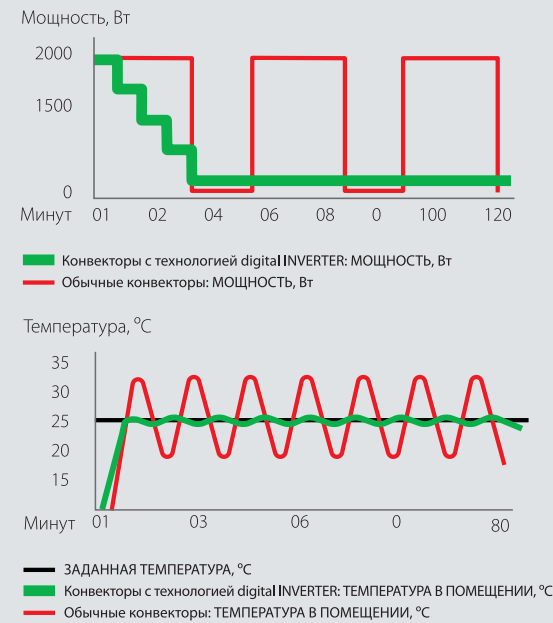 Мощность, Вт
2000
1500
0
Минут 01 02 04 06 08 0 100 120
Конвекторы с технологией digital INVERTER: МОЩНОСТЬ, Вт
Обычные конвекторы: МОЩНОСТЬ, Вт
Температура, °C
35
30
25
20
15
Минут 01 03 06 0 80
ЗАДАННАЯ ТЕМПЕРАТУРА, °C
Конвекторы с технологией digital INVERTER: ТЕМПЕРАТУРА В ПОМЕЩЕНИИ, °C
Обычные конвекторы: ТЕМПЕРАТУРА В ПОМЕЩЕНИИ, °C